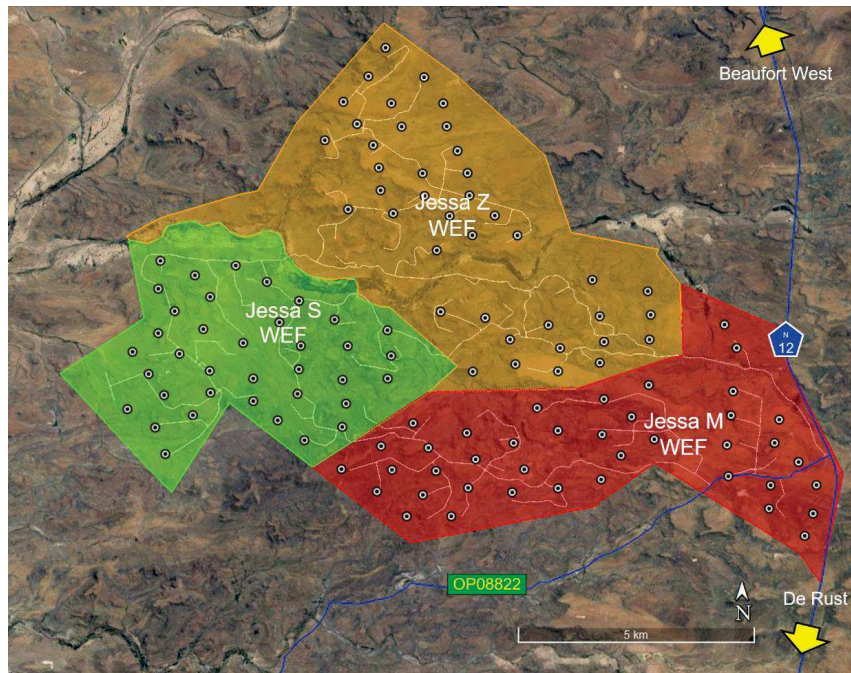 Beaufort West
Jessa Z
WEF
Jessa S
WEF
N
12
Jessa M
WEF
OP08822
N
De Rust
5 km